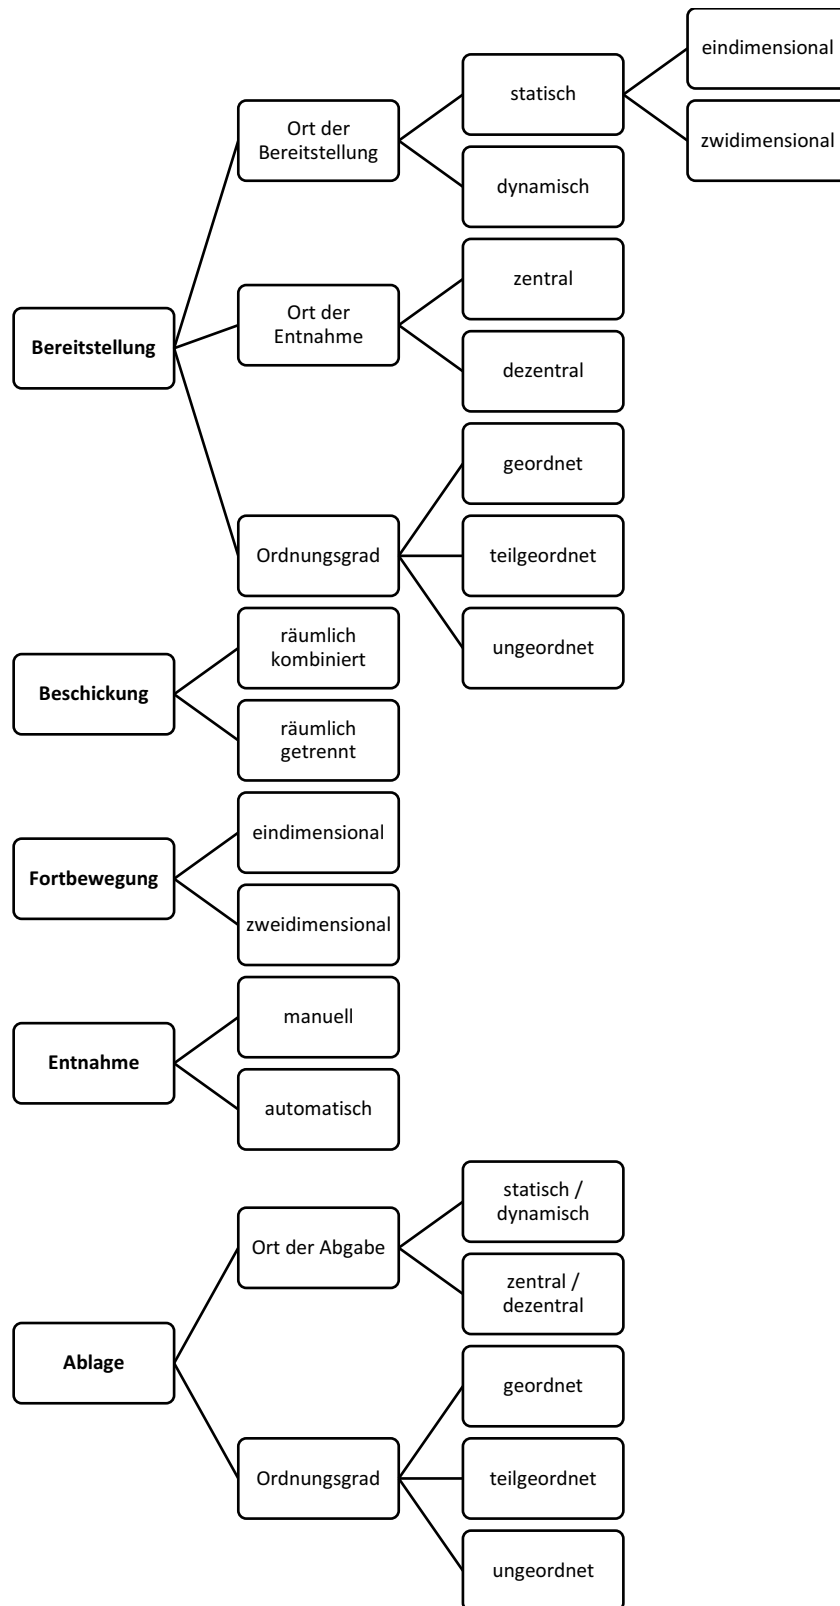 eindimensional
statisch
Ort der
Bereitstellung
zwidimensional
dynamisch
zentral
Ort der
Entnahme
Bereitstellung
dezentral
geordnet
Ordnungsgrad
teilgeordnet
räumlich
kombiniert
ungeordnet
Beschickung
räumlich
getrennt
eindimensional
Fortbewegung
zweidimensional
manuell
Entnahme
automatisch
statisch /
dynamisch
Ort der Abgabe
zentral /
dezentral
Ablage
geordnet
Ordnungsgrad
teilgeordnet
ungeordnet